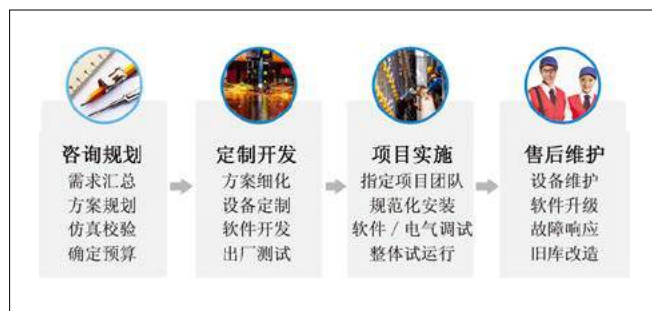 咨询规划
需求汇总
方案规划
仿真校验
确定预算
定制开发
方案细化
设备定制
软件开发
出厂测试
项目实施
指定项目团队
规范化安装
软件／电气调试
整体试运行
售后维护
设备维护
软件升级
故障响应
旧库改造